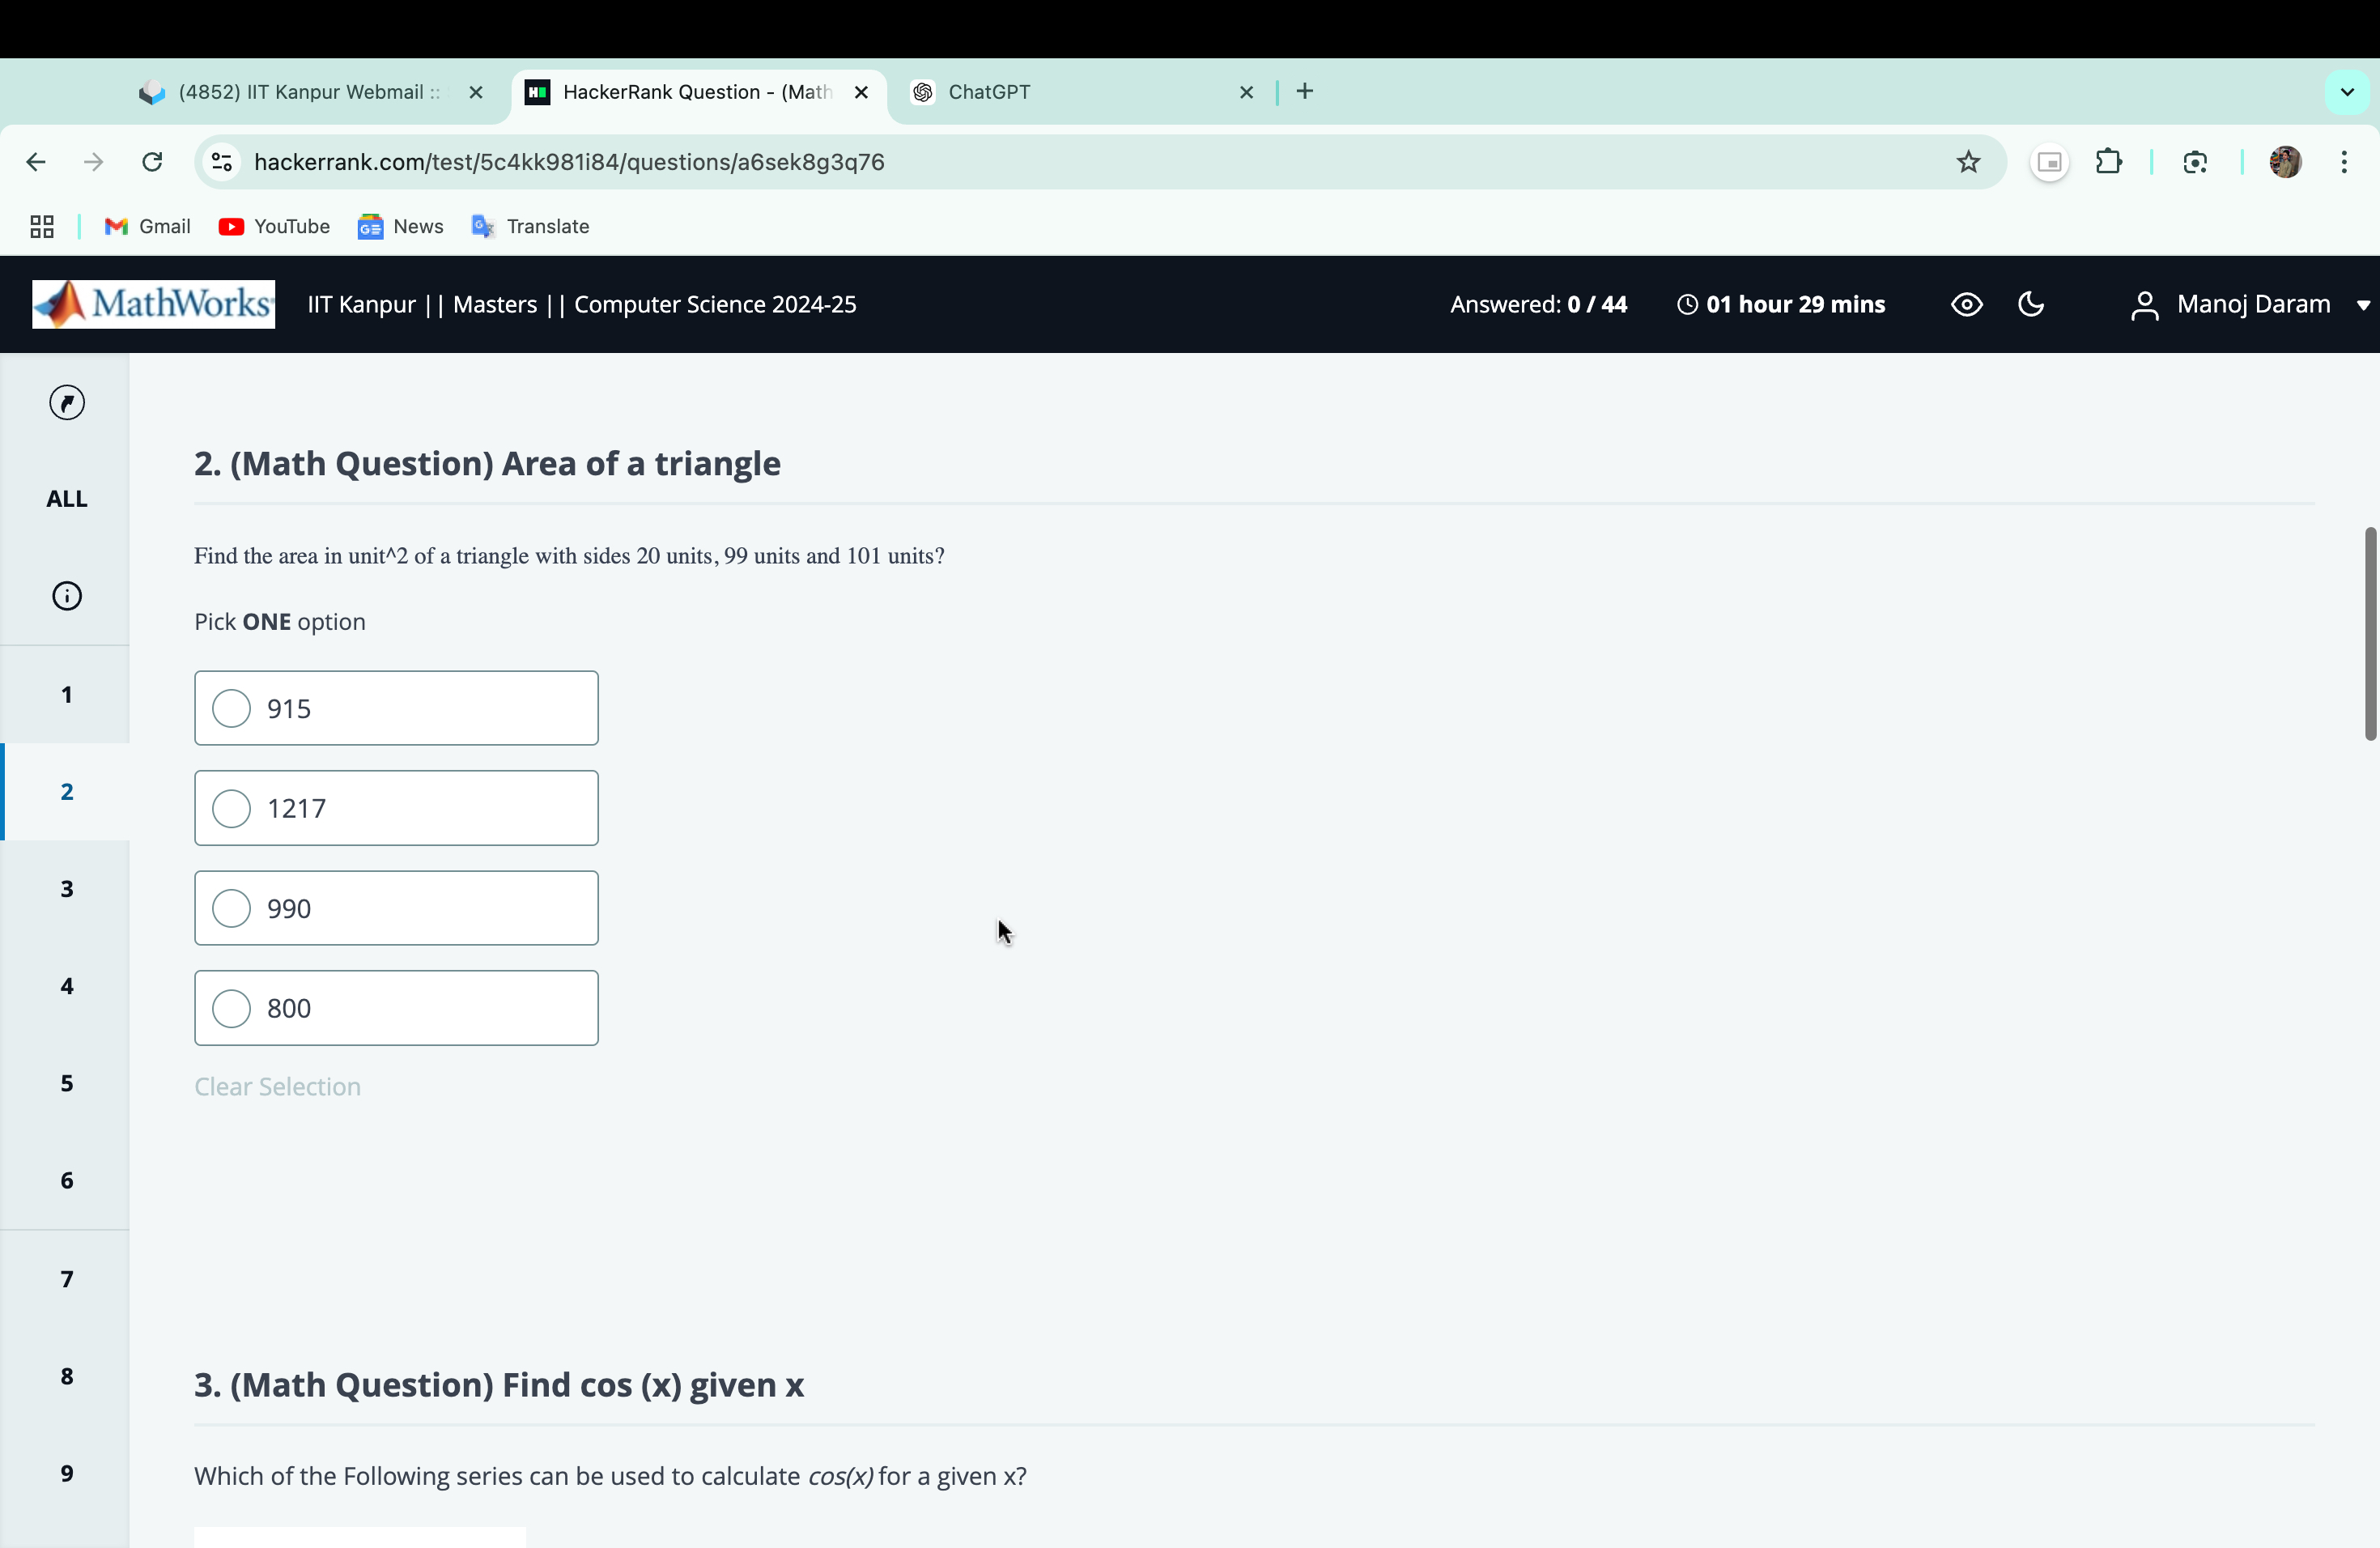 (4852) IIT Kanpur Webmail ::
HackerRank Question - (Math
ChatGPT
hackerrank.com/test/5c4kk981i84/questions/a6sek8g3q76
Gmail
YouTube
News
Translate
MathWorks
IIT Kanpur || Masters || Computer Science 2024-25
Answered: 0 / 44
01 hour 29 mins
Manoj Daram
ALL
1
2
3
4
5
6
7
8
9
2. (Math Question) Area of a triangle
Find the area in unit^2 of a triangle with sides 20 units, 99 units and 101 units?
Pick ONE option
915
1217
990
800
Clear Selection
3. (Math Question) Find cos (x) given x
Which of the Following series can be used to calculate cos(x) for a given x?